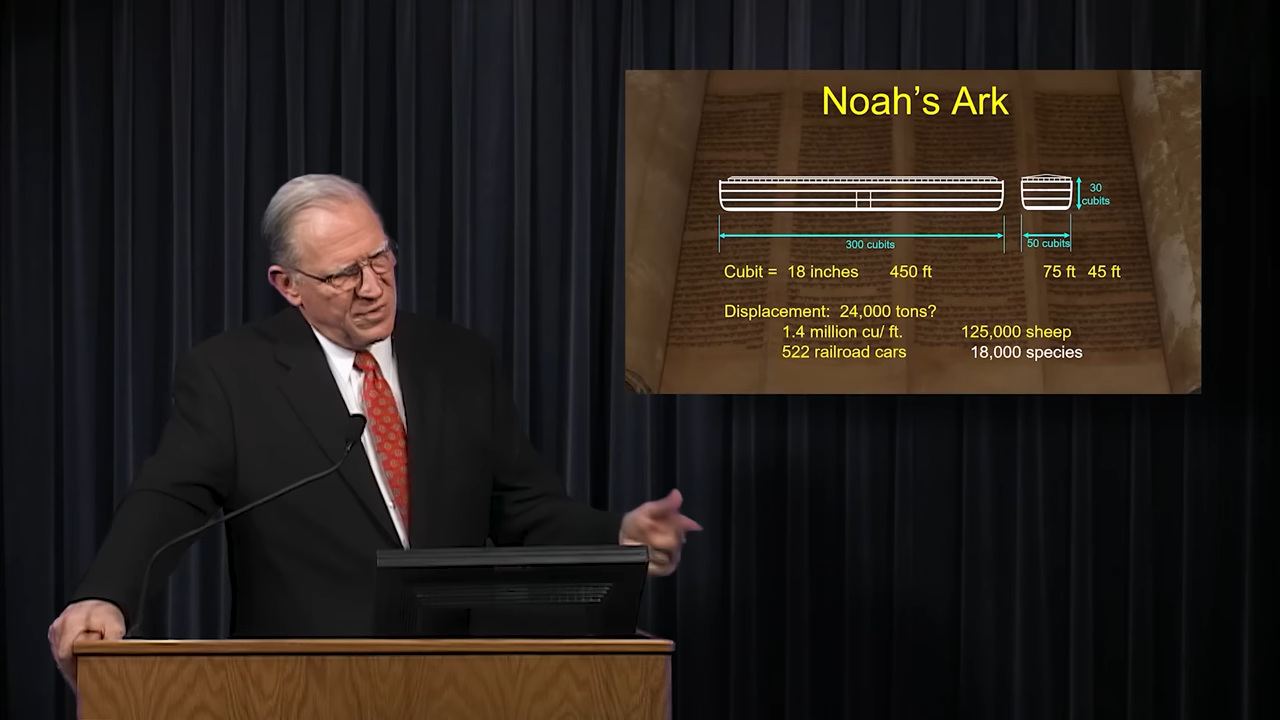 Noah's Ark
30
cubits
300 cubits
50 cubits
Cubit = 18 inches 450 ft 75 ft 45 ft
Displacement: 24,000 tons?
1.4 million cu/ ft. 125,000 sheep
522 railroad cars 18,000 species